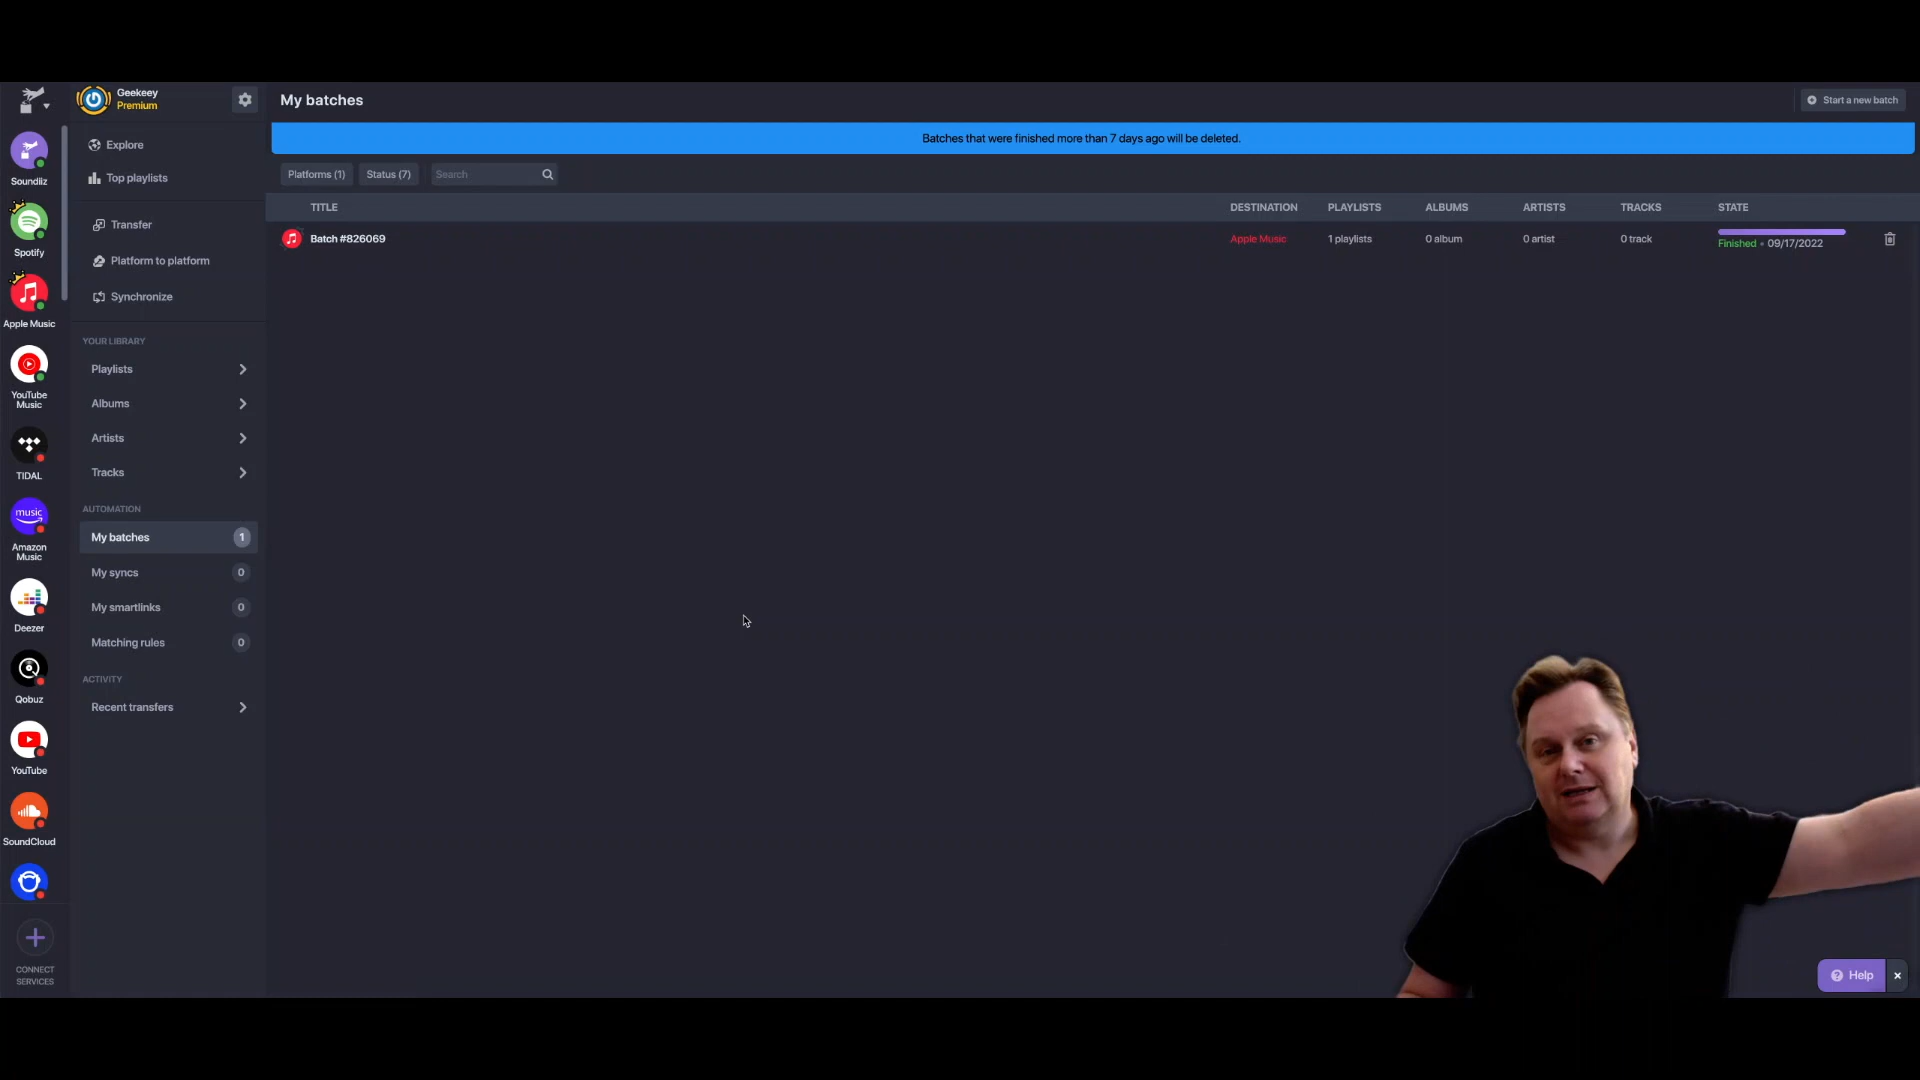 Geekeey
Premium
My batches
Start a new batch
Batches that were finished more than 7 days ago will be deleted.
Platforms (1)
Status (7)
Search
TITLE
DESTINATION
PLAYLISTS
ALBUMS
ARTISTS
TRACKS
STATE
Batch #826069
Apple Music
1 playlists
0 album
0 artist
0 track
Finished • 09/17/2022
Soundiiz
Spotify
Apple Music
YouTube
Music
TIDAL
music
Amazon
Music
Deezer
Qobuz
YouTube
SoundCloud
CONNECT
SERVICES
Explore
Top playlists
Transfer
Platform to platform
Synchronize
YOUR LIBRARY
Playlists
Albums
Artists
Tracks
AUTOMATION
My batches 1
My syncs 0
My smartlinks 0
Matching rules 0
ACTIVITY
Recent transfers
Help